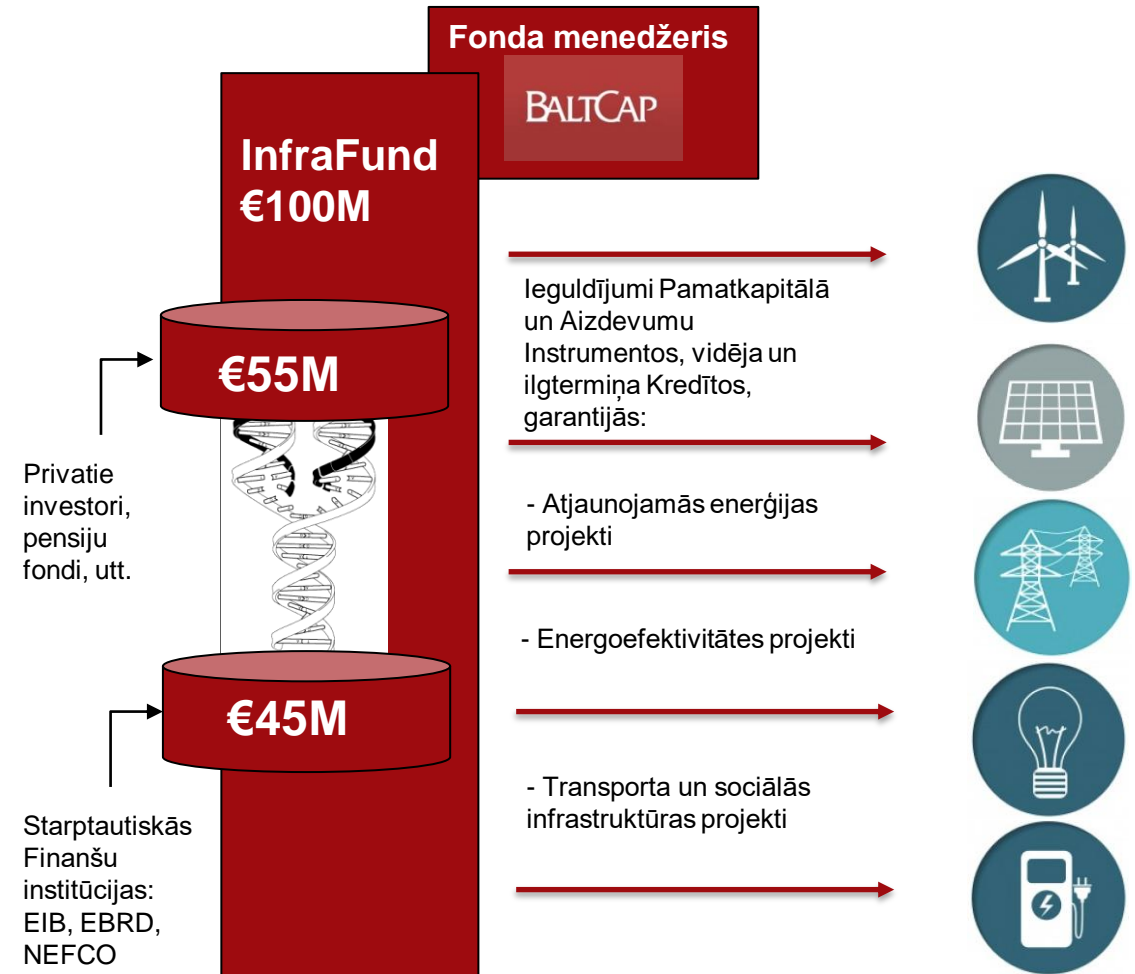 Fonda menedžeris
BALTCAP
InfraFund
€100M
€55M
Privatie
investori,
pensiju
fondi, utt.
€45M
Starptautiskās
Finanšu
institūcijas:
EIB, EBRD,
NEFCO
Ieguldījumi Pamatkapitālā
un Aizdevumu
Instrumentos, vidēja un
ilgtermiņa Kredītos,
garantijās:
- Atjaunojamās enerģijas
projekti
- Energoefektivitātes projekti
- Transporta un sociālās
infrastruktūras projekti